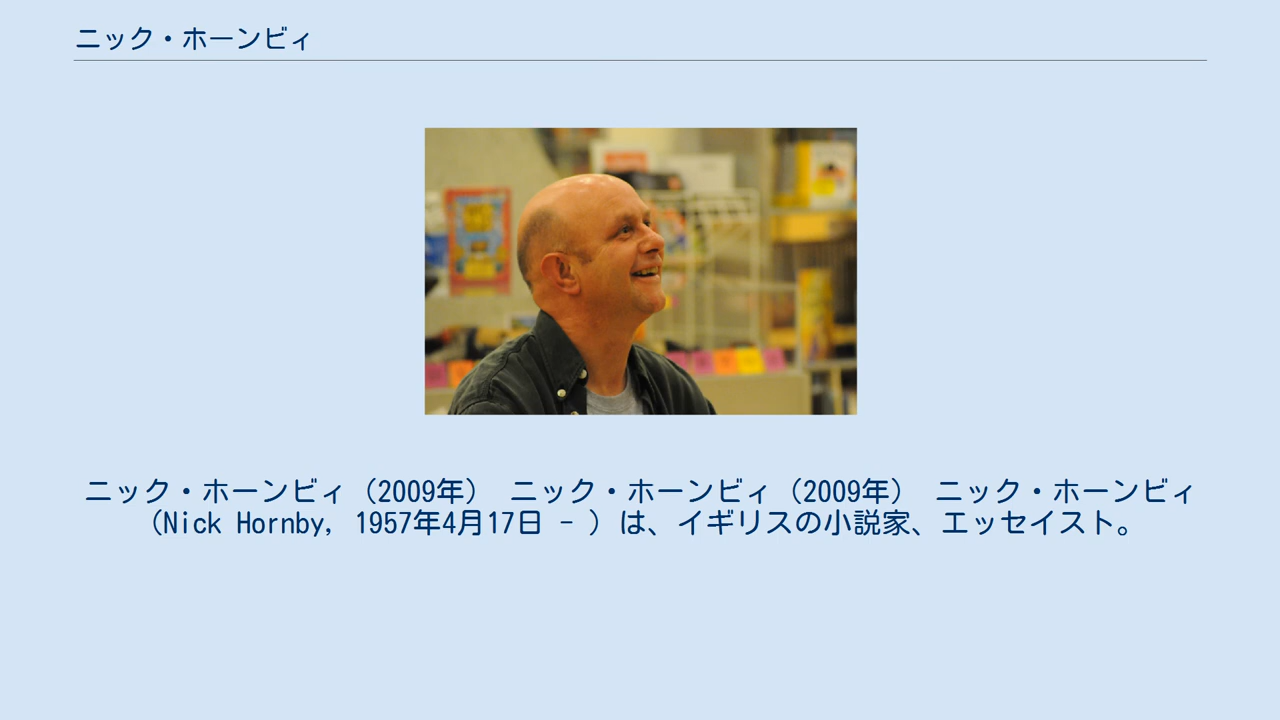 ニック・ホーンビィ
ニック・ホーンビィ（2009年） ニック・ホーンビィ（2009年） ニック・ホーンビィ
（Nick Hornby, 1957年4月17日 - ）は、イギリスの小説家、エッセイスト。